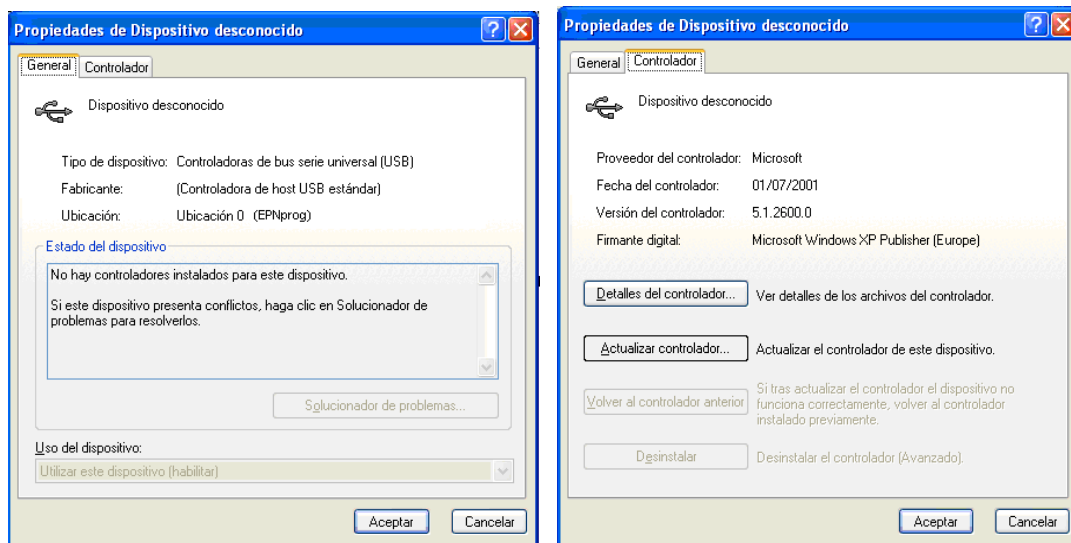 Propiedades de Dispositivo desconocido
General Controlador
Dispositivo desconocido
Tipo de dispositivo: Controladoras de bus serie universal (USB)
Fabricante: (Controladora de host USB estándar)
Ubicación: Ubicación 0 (EPNprog)
Estado del dispositivo
No hay controladores instalados para este dispositivo.
Si este dispositivo presenta conflictos, haga clic en Solucionador de
problemas para resolverlos.
Solucionador de problemas...
Uso del dispositivo:
Utilizar este dispositivo (habilitar)
Aceptar Cancelar
Propiedades de Dispositivo desconocido
General Controlador
Dispositivo desconocido
Proveedor del controlador: Microsoft
Fecha del controlador: 01/07/2001
Versión del controlador: 5.1.2600.0
Firmante digital: Microsoft Windows XP Publisher (Europe)
Detalles del controlador... Ver detalles de los archivos del controlador.
Actualizar controlador... Actualizar el controlador de este dispositivo.
Volver al controlador anterior Si tras actualizar el controlador el dispositivo no
funciona correctamente, volver al controlador
instalado previamente.
Desinstalar Desinstalar el controlador (Avanzado).
Aceptar Cancelar